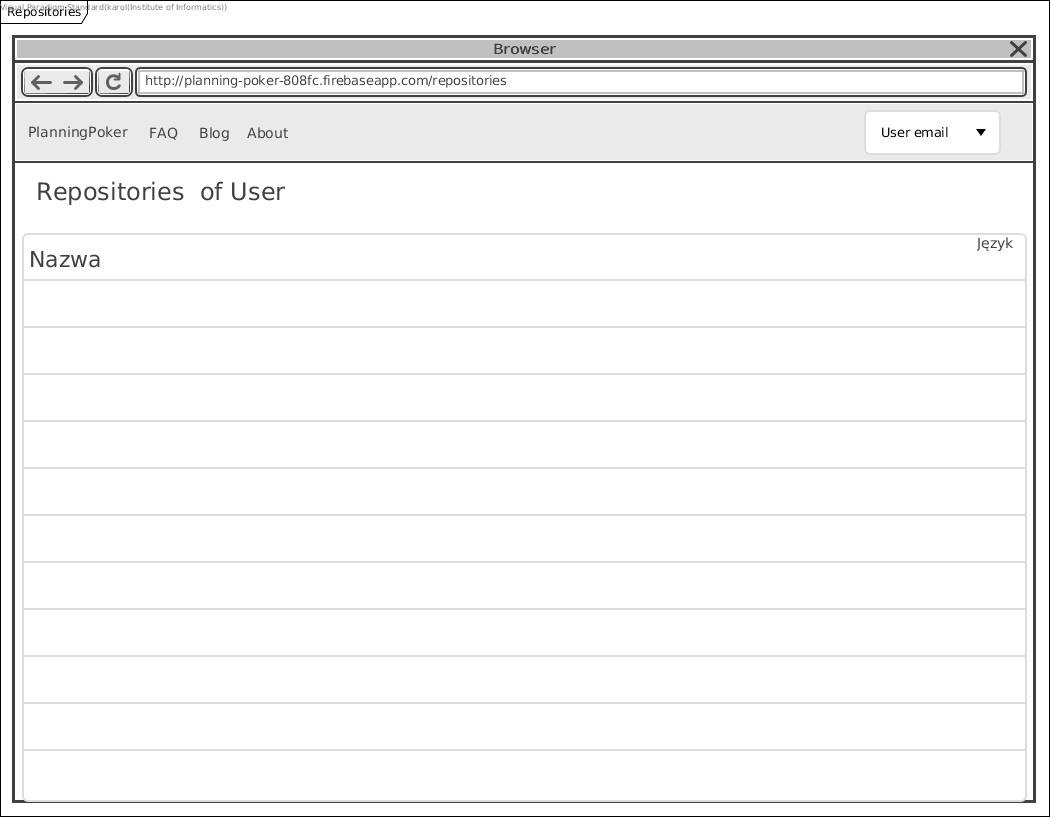 Visual Paradigm Standard(karol(Institute of Informatics))
Repositories
Browser
http://planning-poker-808fc.firebaseapp.com/repositories
PlanningPoker FAQ Blog About User email
Repositories of User
Język
Nazwa